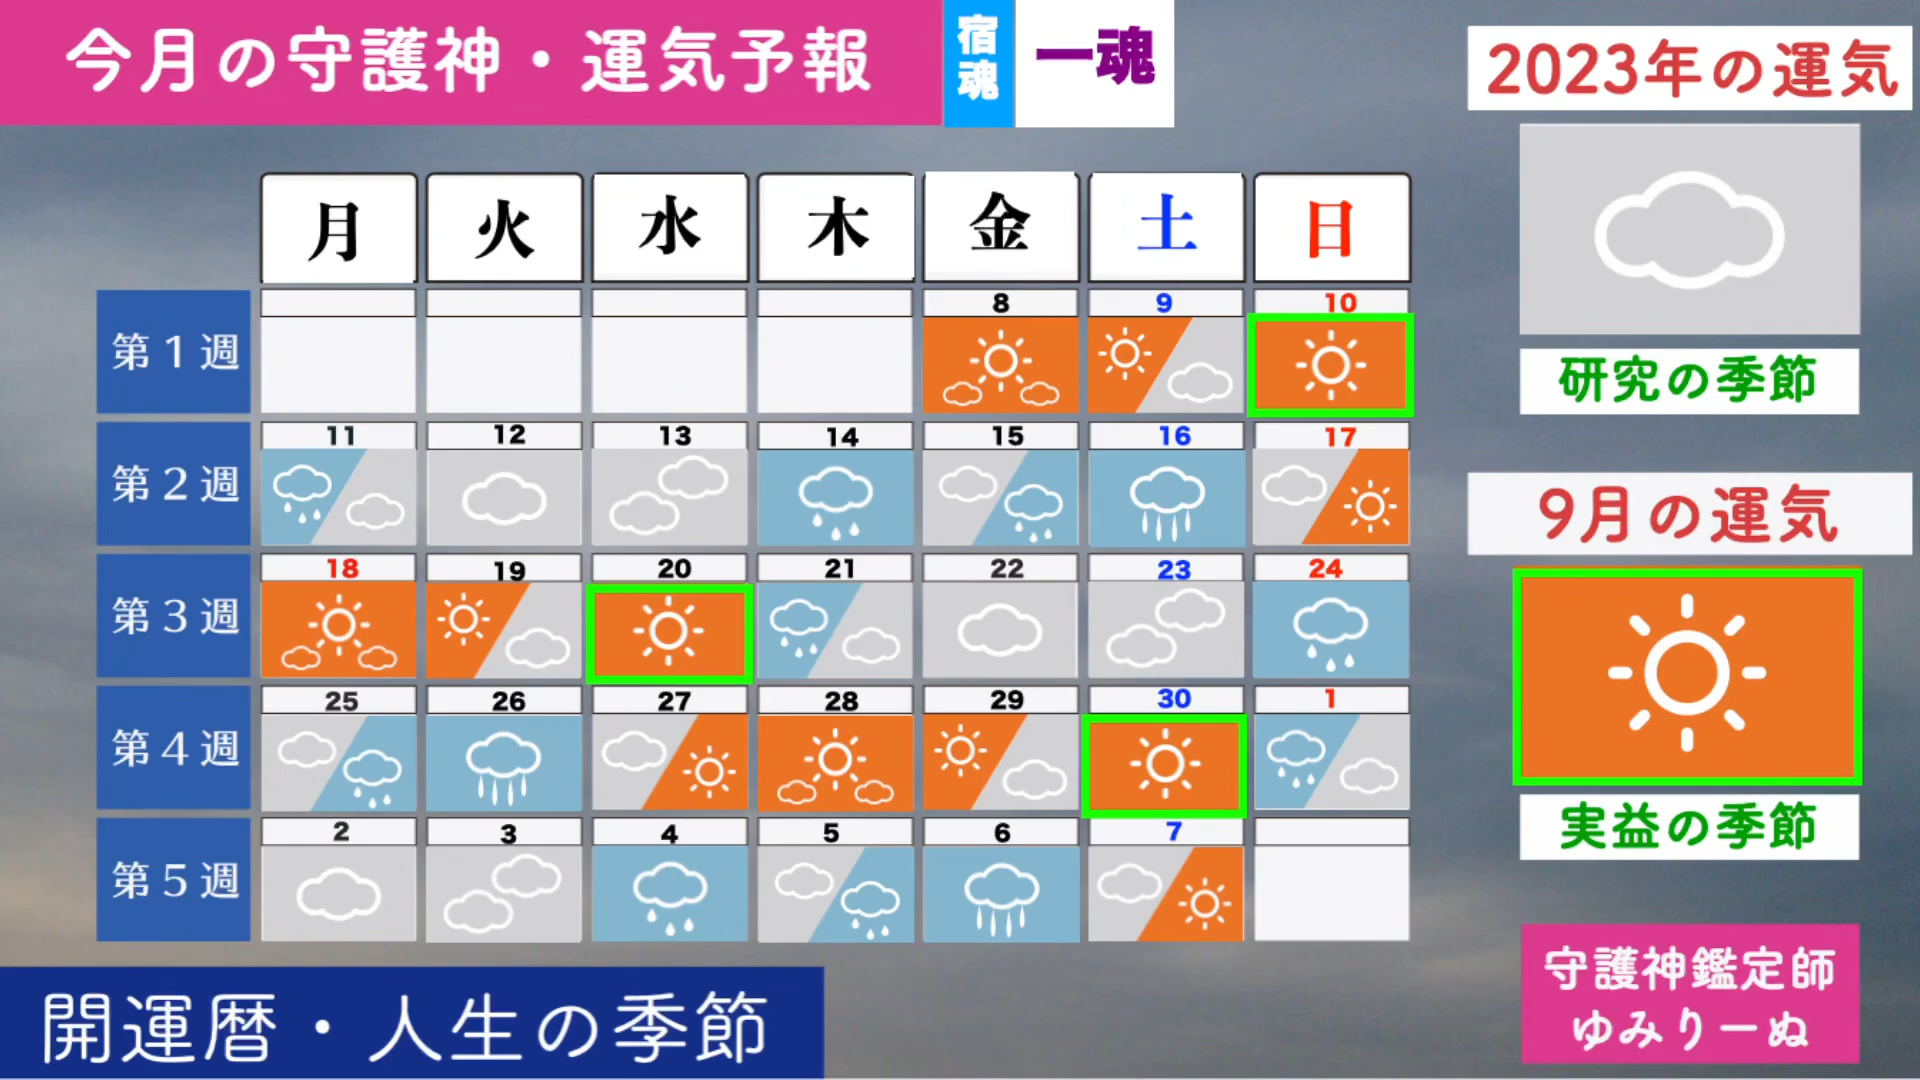 今月の守護神・運気予報
宿魂
一魂
2023年の運気
研究の季節
月 火 水 木 金 土 日
第1週
8 9 10
第2週
11 12 13 14 15 16 17
第3週
18 19 20 21 22 23 24
第4週
25 26 27 28 29 30 1
第5週
2 3 4 5 6 7
9月の運気
実益の季節
開運暦・人生の季節
守護神鑑定師
ゆみりーぬ